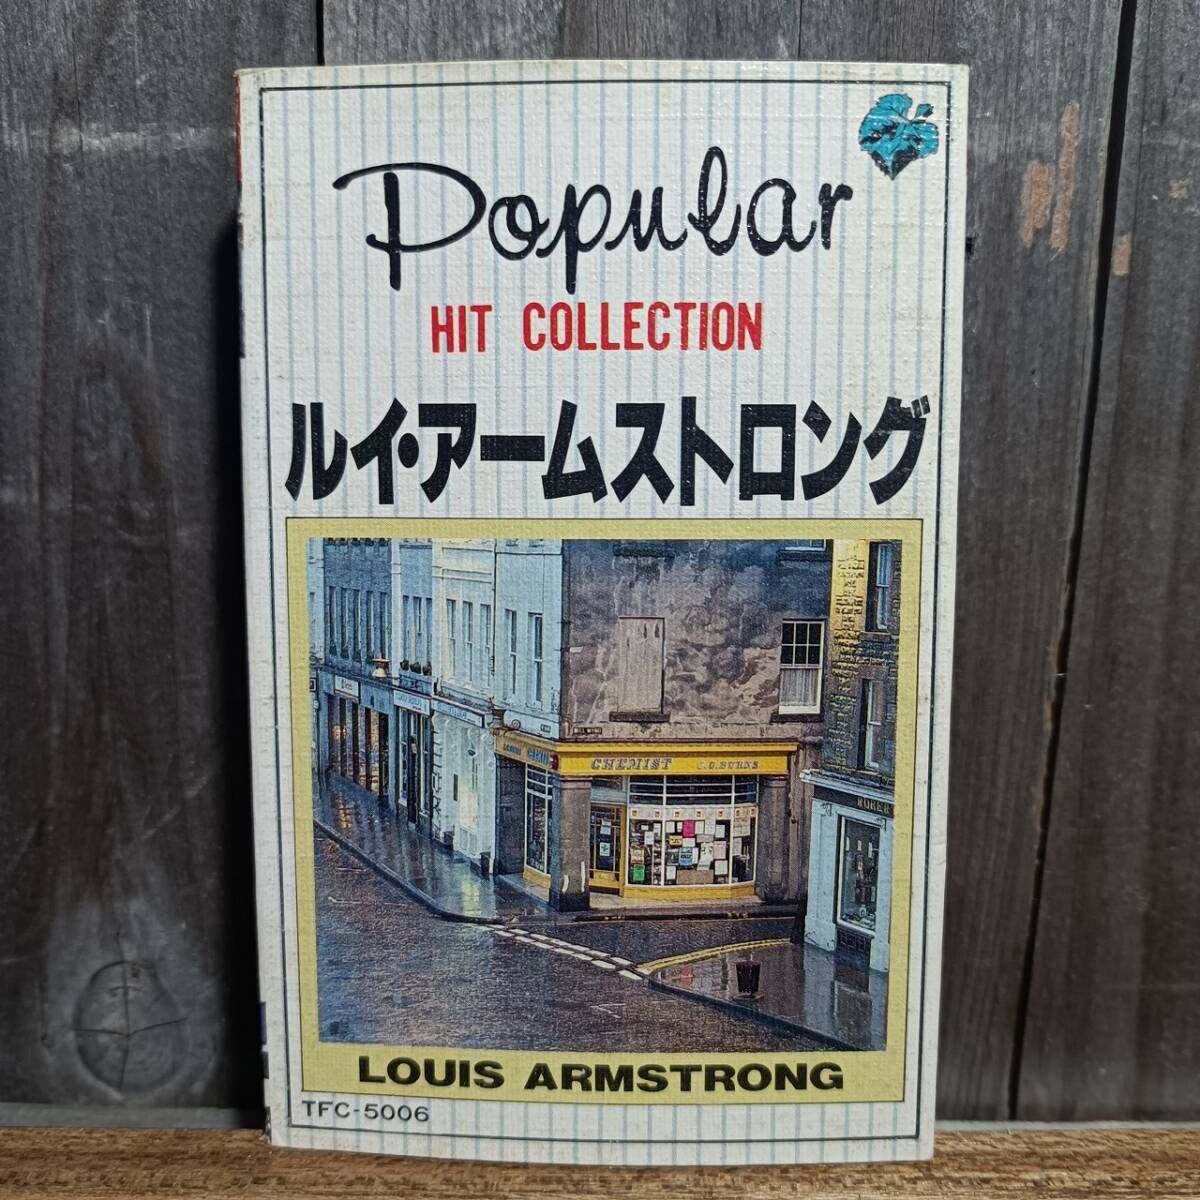 Popular
HIT COLLECTION
ルイ・アームストロング
CHEMIST
C.G.BURNS
LOUIS ARMSTRONG
TFC-5006